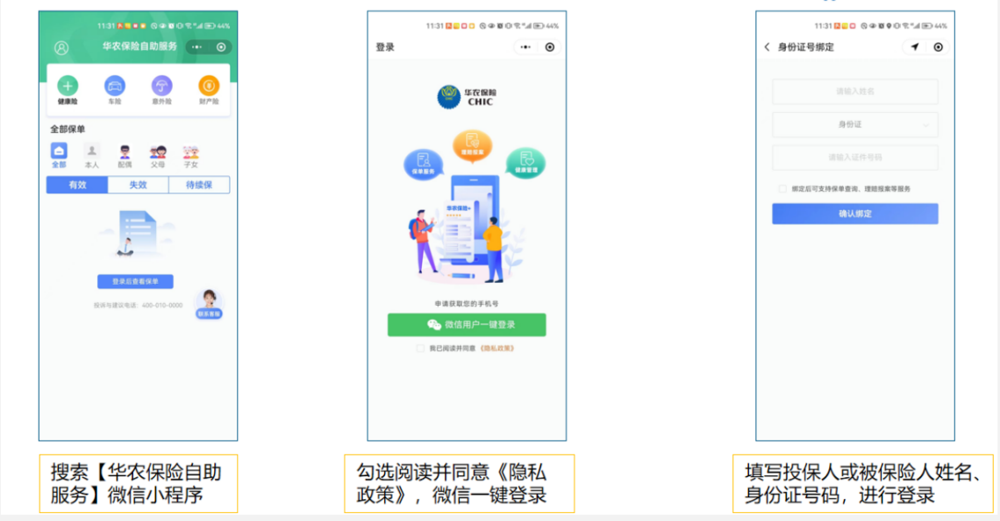 11:31 44%
华农保险自助服务
健康险 车险 意外险 财产险
全部保单
全部 本人 配偶 父母 子女
有效 失效 待续保
登录后查看保单
投诉与建议电话：400-010-0000
联系客服
搜索【华农保险自助
服务】微信小程序
11:31 44%
登录
华农保险
CHIC
理赔报案
保单服务 健康管理
华农保险
申请获取您的手机号
微信用户一键登录
我已阅读并同意《隐私政策》
勾选阅读并同意《隐私
政策》，微信一键登录
11:31 44%
身份证号绑定
请输入姓名
身份证
请输入证件号码
绑定后可支持保单查询、理赔报案等服务
确认绑定
填写投保人或被保险人姓名、
身份证号码，进行登录